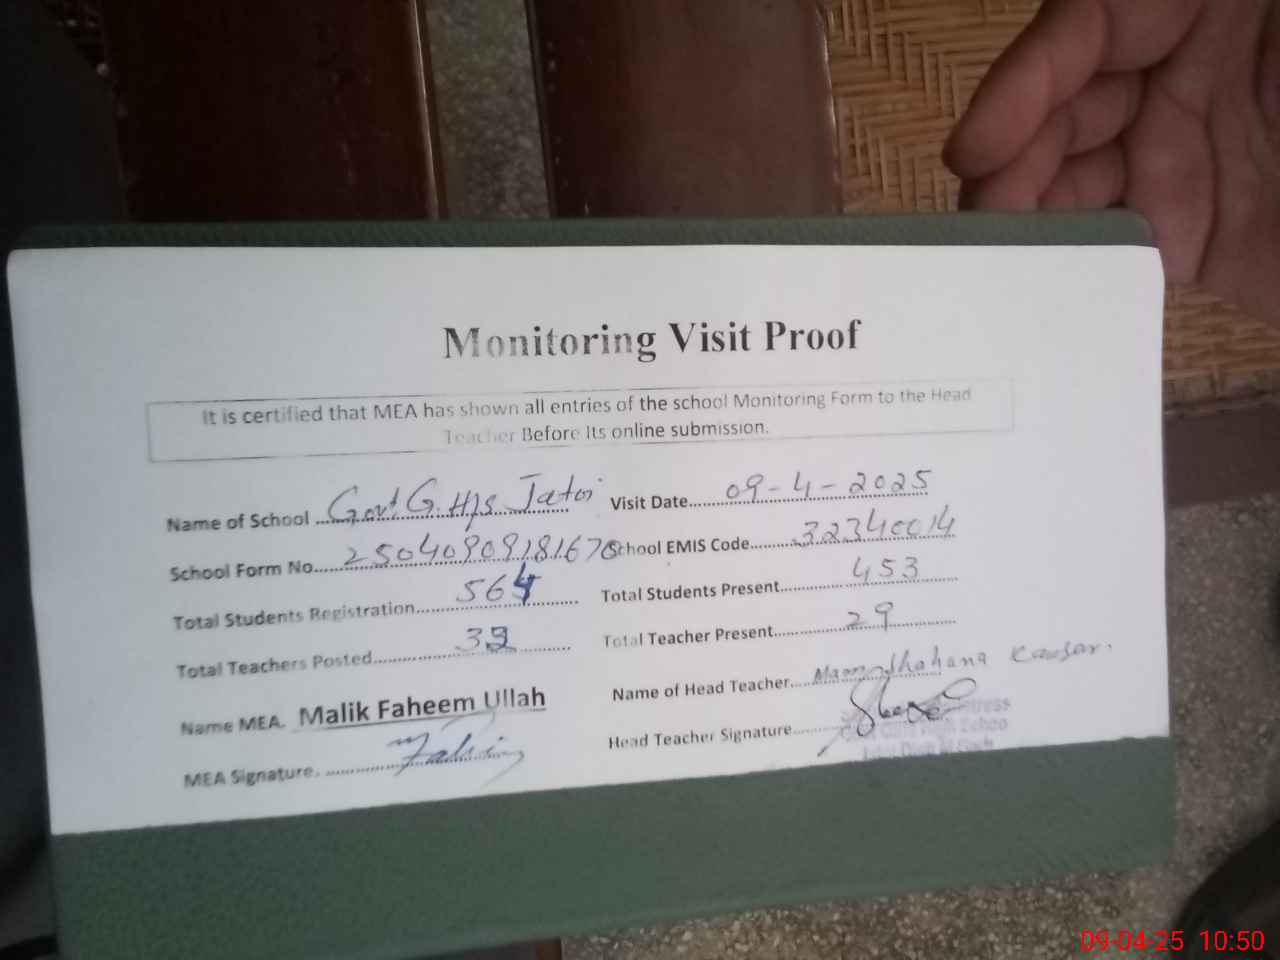 Monitoring Visit Proof
It is certified that MEA has shown all entries of the school Monitoring Form to the Head
Teacher Before Its online submission.
Name of School Govt G. H/S Jatoi Visit Date 09-4-2025
School Form No. School EMIS Code 32340014
Total Students Registration 564 Total Students Present 453
Total Teachers Posted Total Teacher Present 29
Name MEA. Malik Faheem Ullah Name of Head Teacher Shahana Kausar.
MEA Signature. Head Teacher Signature
09-04-25 10:50